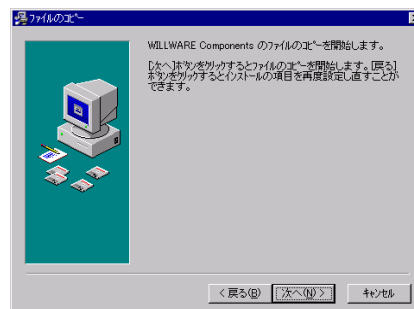 ファイルのコピー
WILLWARE Components のファイルのコピーを開始します。
[次へ]ボタンをクリックするとファイルのコピーを開始します。[戻る]
ボタンをクリックするとインストールの項目を再度設定し直すことが
できます。
< 戻る(B)
次へ(N) >
キャンセル